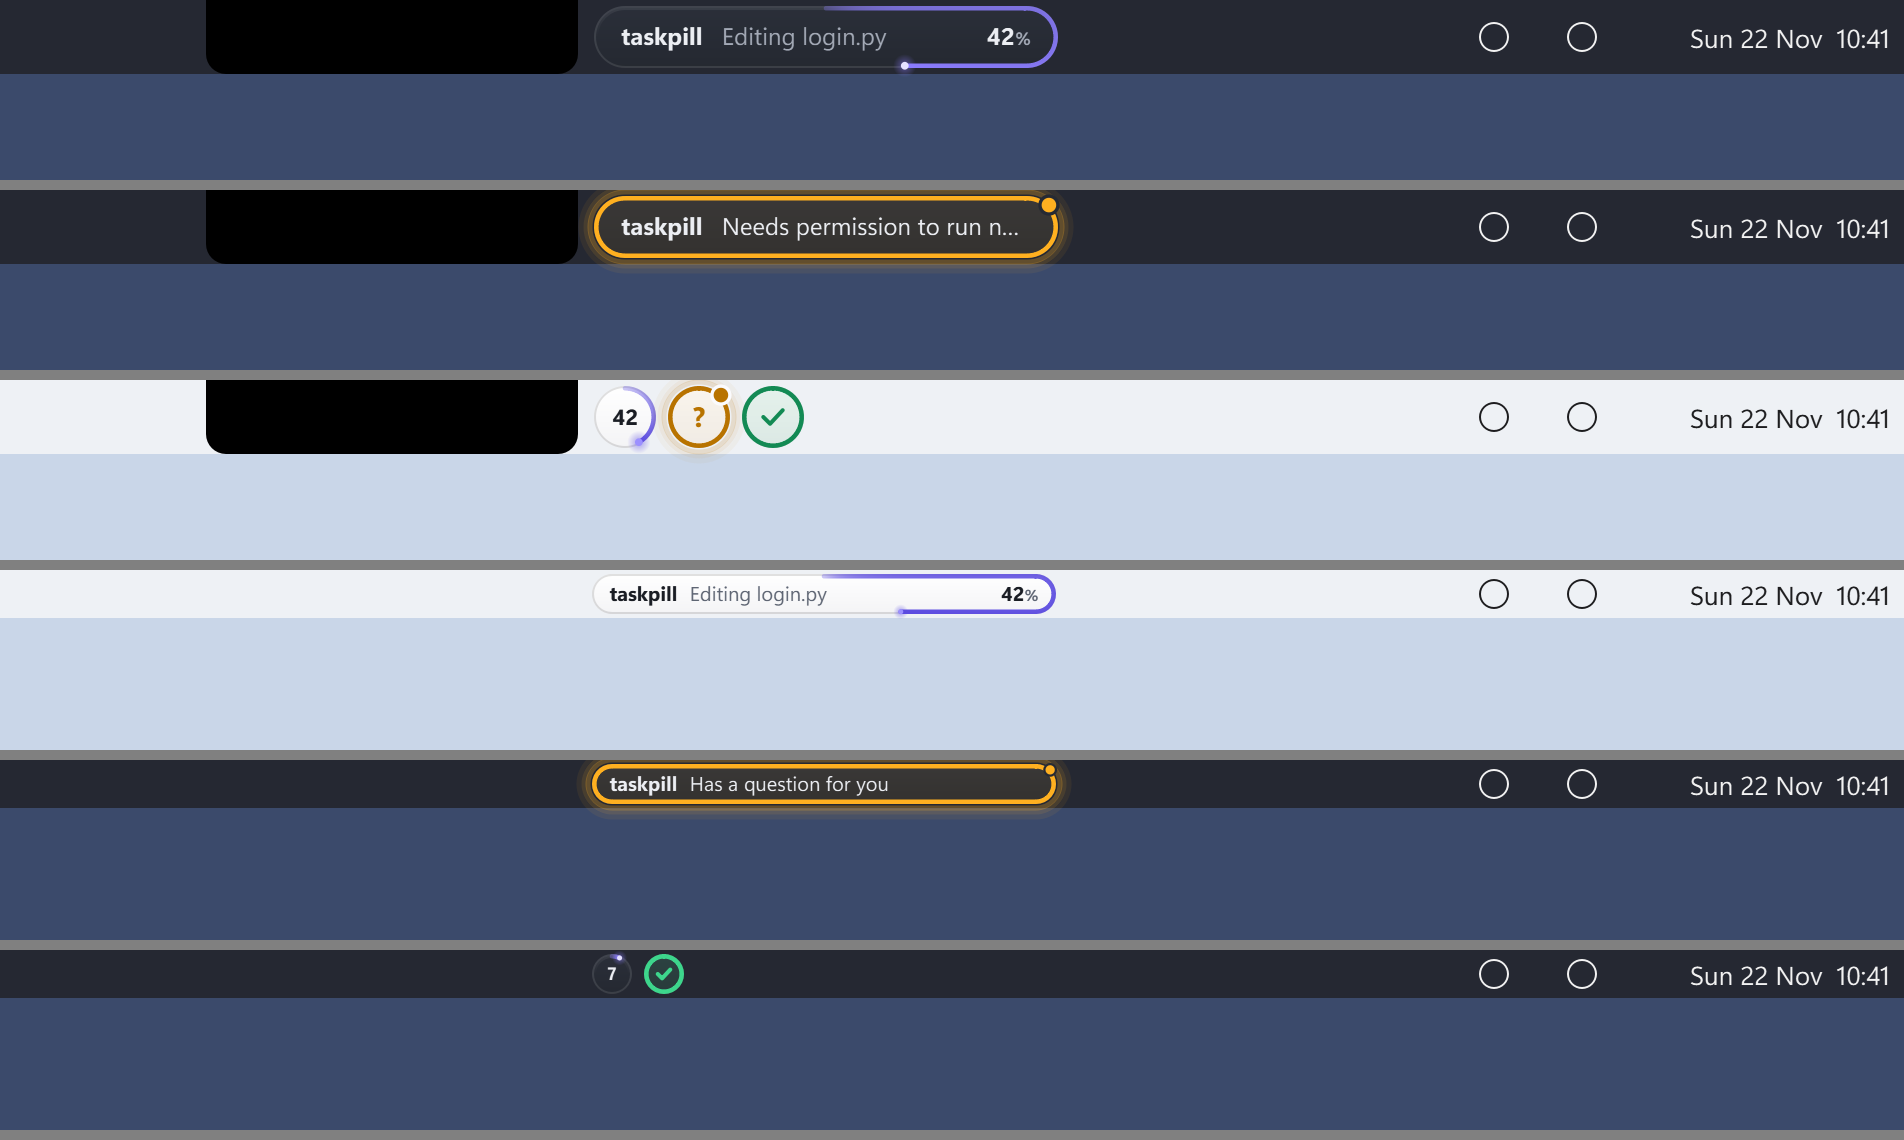 taskpill Editing login.py 42% Sun 22 Nov 10:41
taskpill Needs permission to run n... Sun 22 Nov 10:41
42 ? Sun 22 Nov 10:41
taskpill Editing login.py 42% Sun 22 Nov 10:41
taskpill Has a question for you Sun 22 Nov 10:41
7 Sun 22 Nov 10:41